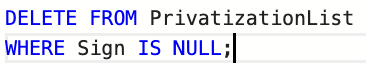 DELETE FROM PrivatizationList
WHERE Sign IS NULL;